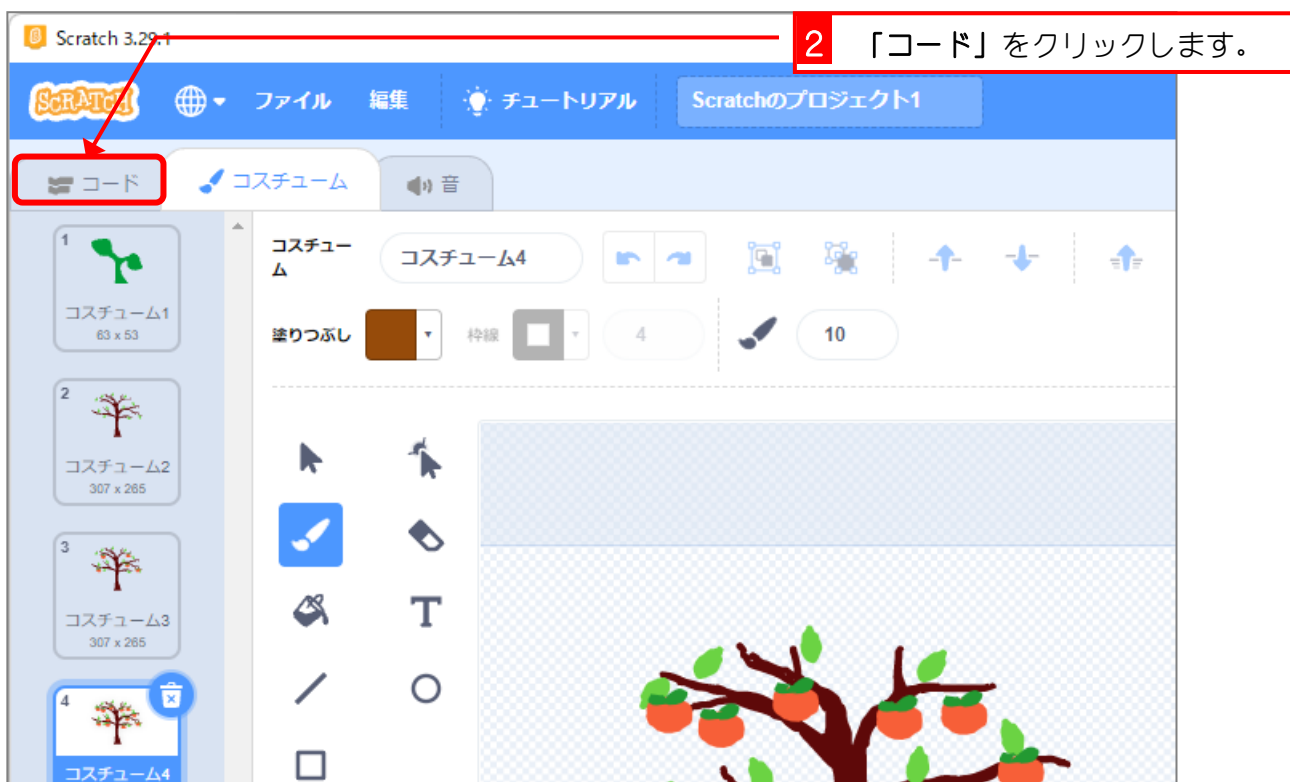 Scratch 3.29.1
2 「コード」をクリックします。
SCRATCH ファイル 編集 チュートリアル Scratchのプロジェクト1
コード コスチューム 音
1
コスチューム1
63 x 53
2
コスチューム2
307 x 265
3
コスチューム3
307 x 265
4
コスチューム4
コスチュー
ム
コスチューム4
塗りつぶし 枠線 4 10
T